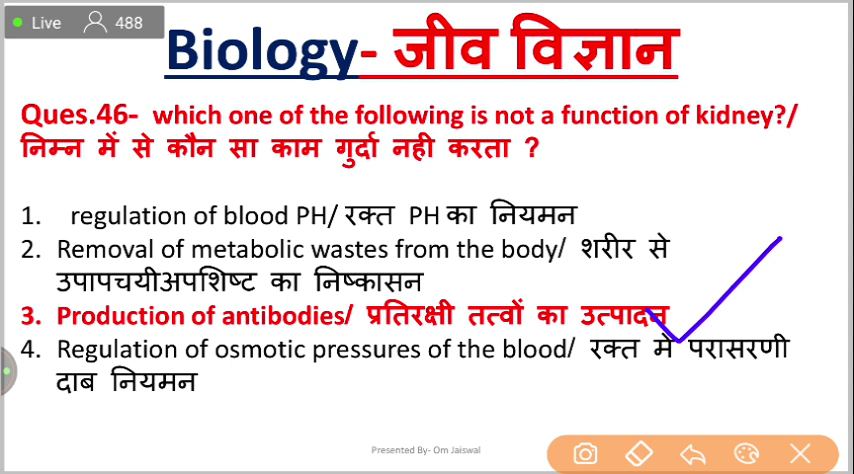 Live 488
Biology- जीव विज्ञान
Ques.46- which one of the following is not a function of kidney?/
निम्न में से कौन सा काम गुर्दा नही करता ?
1. regulation of blood PH/ रक्त PH का नियमन
2. Removal of metabolic wastes from the body/ शरीर से
उपापचयीअपशिष्ट का निष्कासन
3. Production of antibodies/ प्रतिरक्षी तत्वों का उत्पादन
4. Regulation of osmotic pressures of the blood/ रक्त में परासरणी
दाब नियमन
Presented By- Om Jaiswal